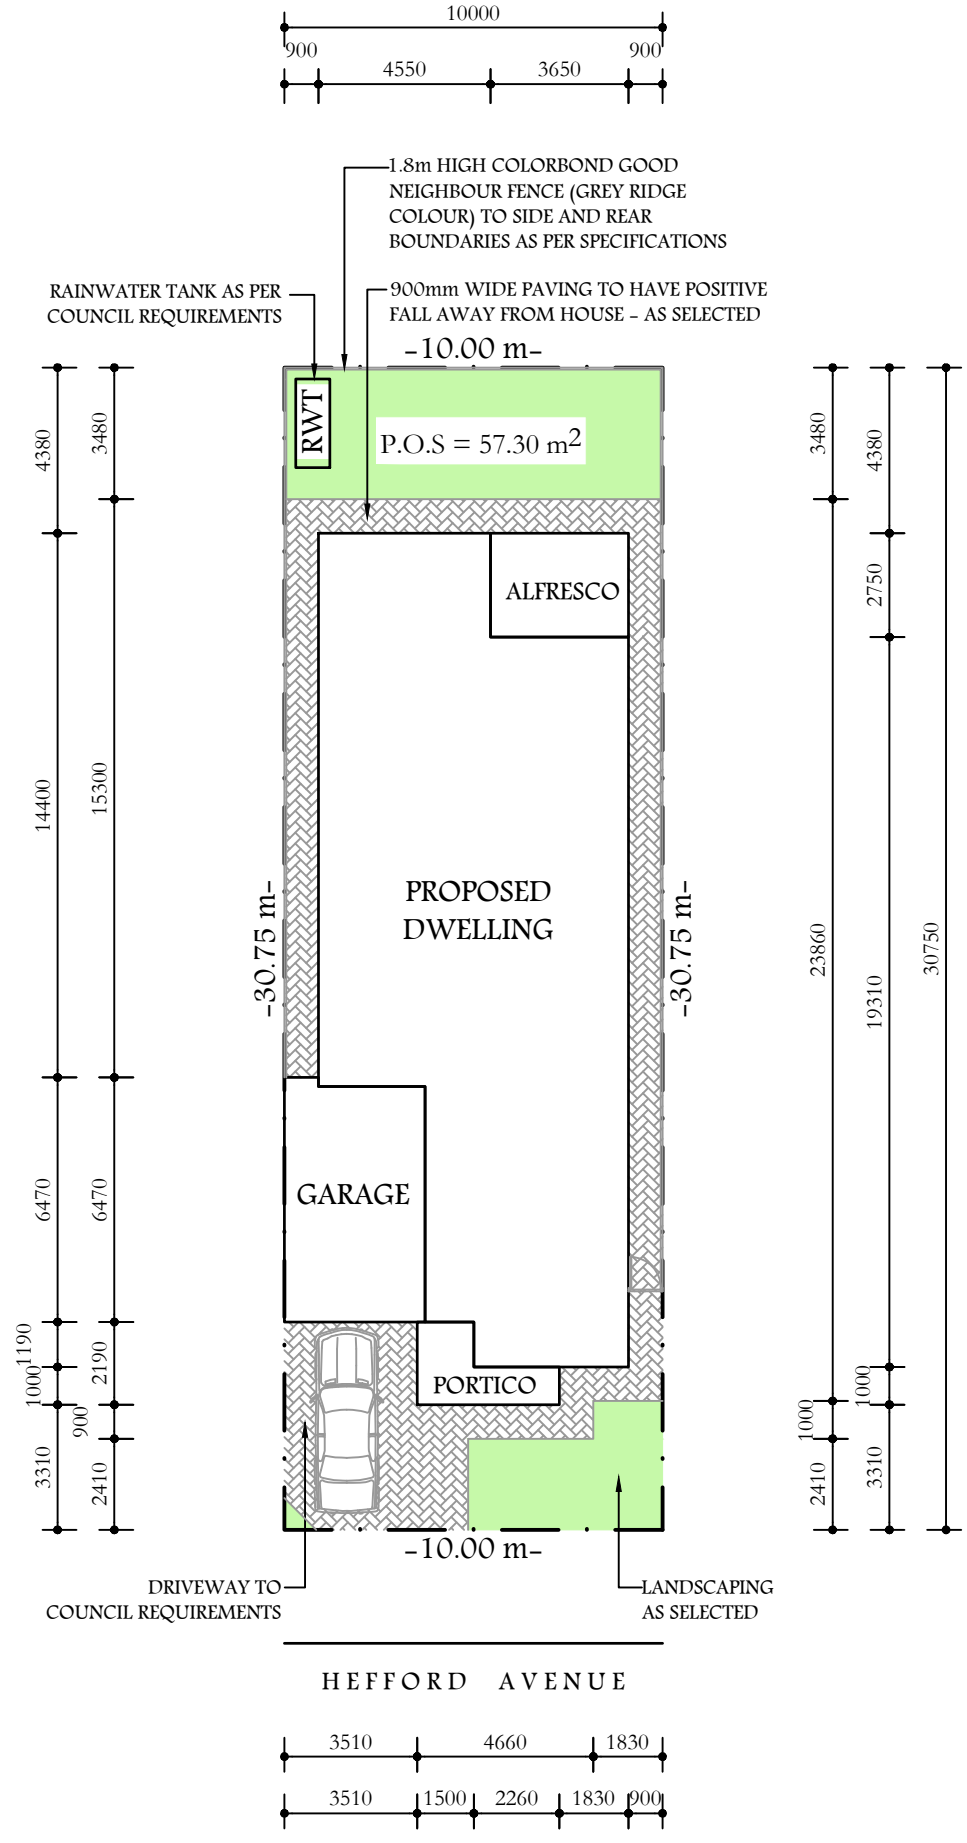 10000
900
900
4550
3650
1.8m HIGH COLORBOND GOOD
NEIGHBOUR FENCE (GREY RIDGE
COLOUR) TO SIDE AND REAR
BOUNDARIES AS PER SPECIFICATIONS
RAINWATER TANK AS PER
COUNCIL REQUIREMENTS
900mm WIDE PAVING TO HAVE POSITIVE
FALL AWAY FROM HOUSE - AS SELECTED
-10.00 m-
RWT
P.O.S = 57.30 m²
ALFRESCO
PROPOSED
DWELLING
-30.75 m-
-30.75 m-
GARAGE
PORTICO
4380
14400
6470
1190
1000
3310
3480
15300
6470
2190
900
2410
3480
23860
1000
2410
4380
2750
19310
1000
3310
30750
-10.00 m-
DRIVEWAY TO
COUNCIL REQUIREMENTS
LANDSCAPING
AS SELECTED
HEFFORD AVENUE
3510
4660
1830
3510
1500
2260
1830
900